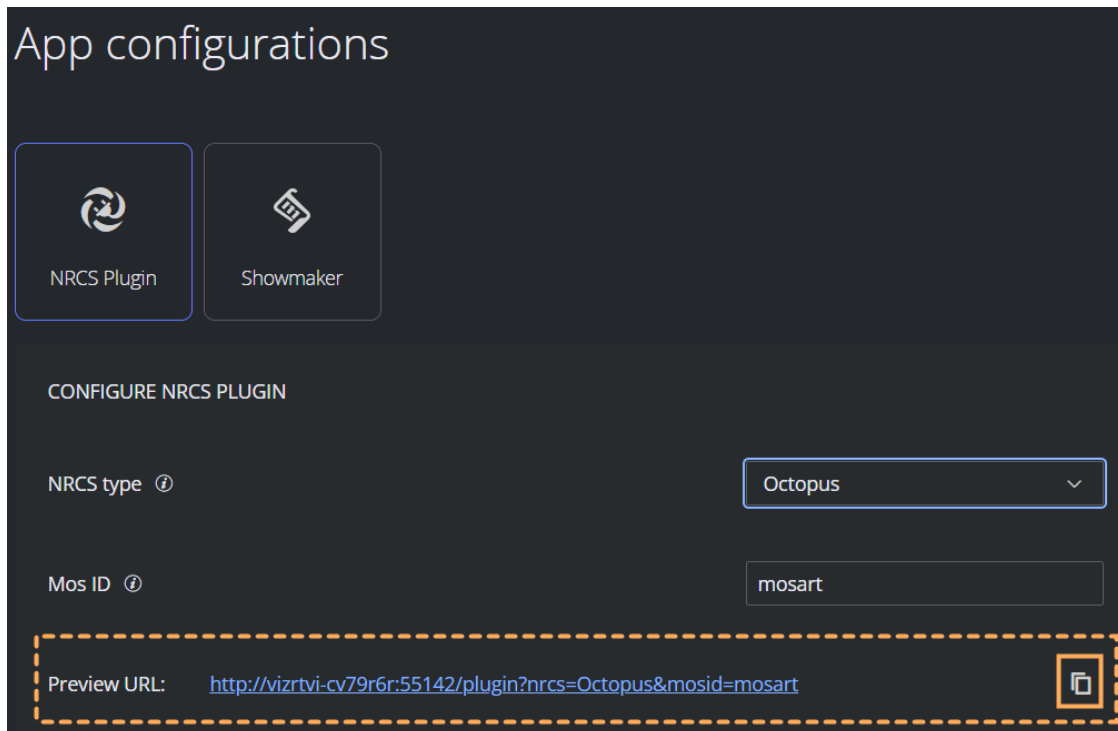 App configurations
NRCS Plugin
Showmaker
CONFIGURE NRCS PLUGIN
NRCS type
Octopus
Mos ID
mosart
Preview URL: http://vizrtvi-cv79r6r:55142/plugin?nrcs=Octopus&mosid=mosart